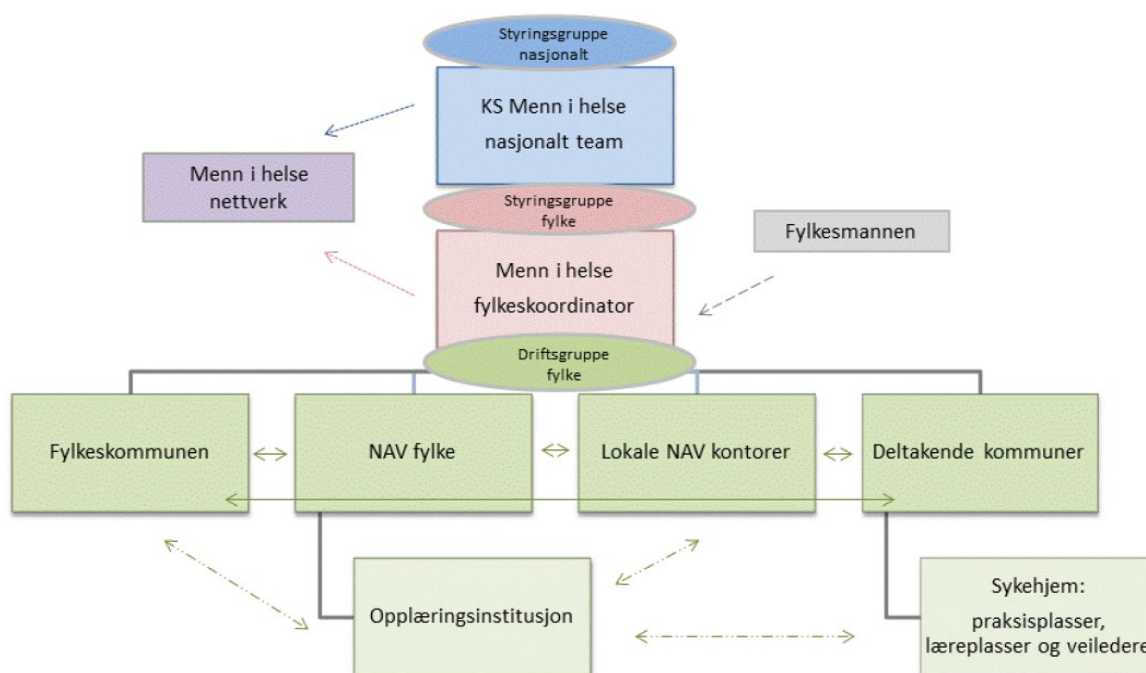 Styringsgruppe
nasjonalt
KS Menn i helse
nasjonalt team
Menn i helse
nettverk
Styringsgruppe
fylke
Fylkesmannen
Menn i helse
fylkeskoordinator
Driftsgruppe
fylke
Fylkeskommunen
NAV fylke
Lokale NAV kontorer
Deltakende kommuner
Opplæringsinstitusjon
Sykehjem:
praksisplasser,
læreplasser og veiledere